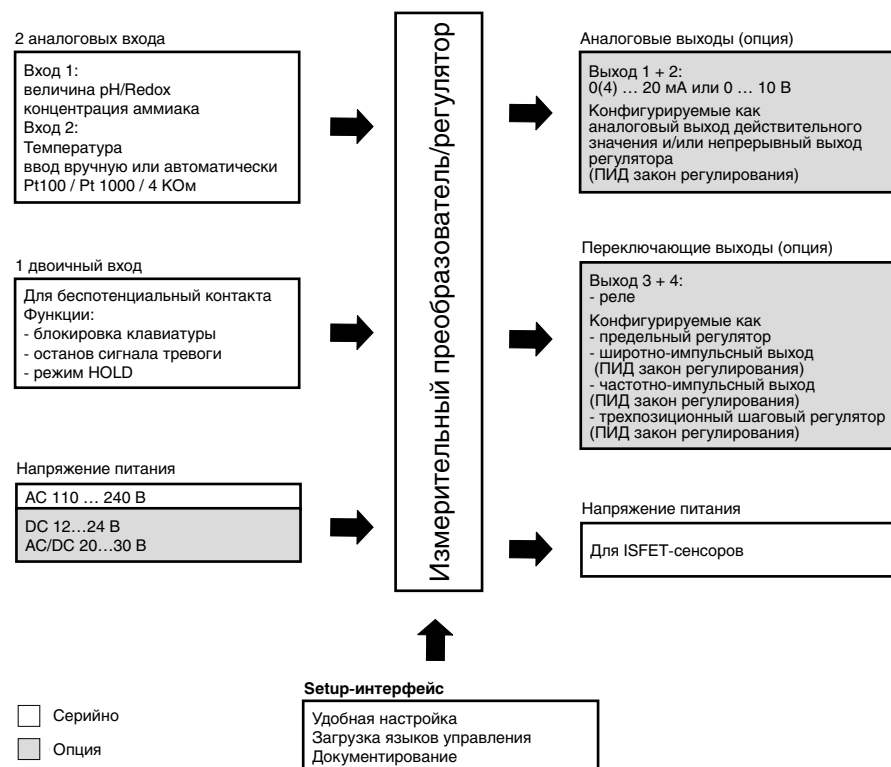 2 аналоговых входа
Вход 1:
величина pH/Redox
концентрация аммиака
Вход 2:
Температура
ввод вручную или автоматически
Pt100 / Pt 1000 / 4 КОм
1 двоичный вход
Для беспотенциальный контакта
Функции:
- блокировка клавиатуры
- останов сигнала тревоги
- режим HOLD
Напряжение питания
AC 110 … 240 В
DC 12…24 В
AC/DC 20…30 В
Измерительный преобразователь/регулятор
Аналоговые выходы (опция)
Выход 1 + 2:
0(4) … 20 мА или 0 … 10 В
Конфигурируемые как
аналоговый выход действительного
значения и/или непрерывный выход
регулятора
(ПИД закон регулирования)
Переключающие выходы (опция)
Выход 3 + 4:
- реле
Конфигурируемые как
- предельный регулятор
- широтно-импульсный выход
(ПИД закон регулирования)
- частотно-импульсный выход
(ПИД закон регулирования)
- трехпозиционный шаговый регулятор
(ПИД закон регулирования)
Напряжение питания
Для ISFET-сенсоров
Setup-интерфейс
Удобная настройка
Загрузка языков управления
Документирование
Серийно
Опция